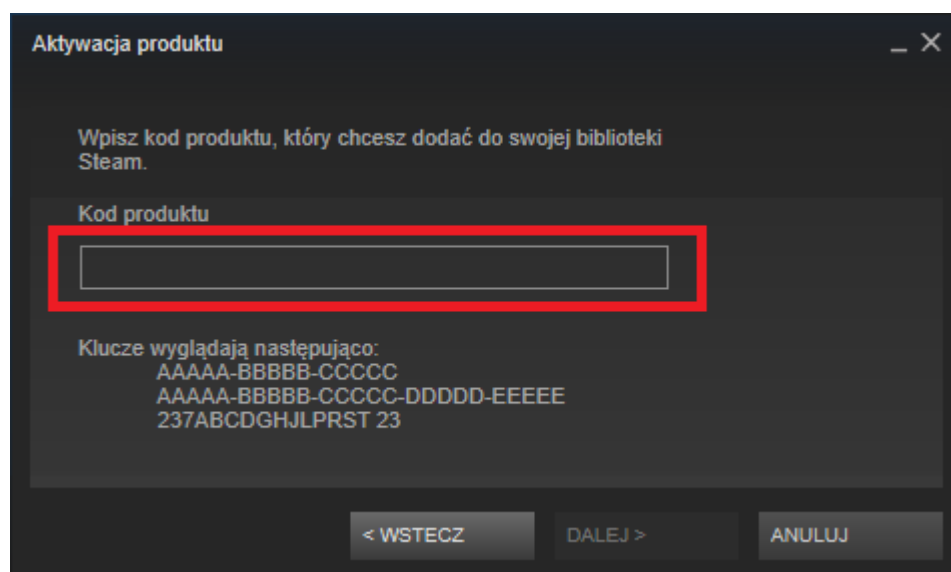 Aktywacja produktu
Wpisz kod produktu, który chcesz dodać do swojej biblioteki
Steam.
Kod produktu
Klucze wyglądają następująco:
AAAAA-BBBBB-CCCCC
AAAAA-BBBBB-CCCCC-DDDDD-EEEEE
237ABCDGHJLPRST 23
< WSTECZ DALEJ > ANULUJ